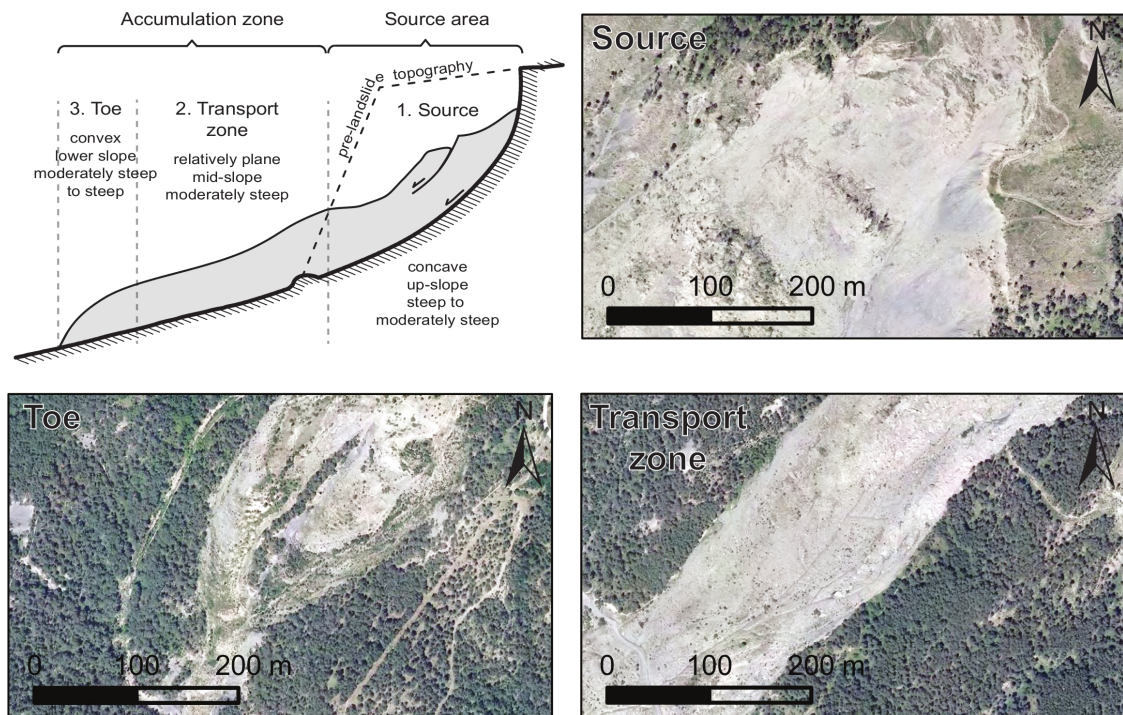 Accumulation zone
Source area
pre-landslide topography
3. Toe
convex
lower slope
moderately steep
to steep
2. Transport
zone
relatively plane
mid-slope
moderately steep
1. Source
concave
up-slope
steep to
moderately steep
Source
N
0 100 200 m
Toe
N
0 100 200 m
Transport
zone
N
0 100 200 m